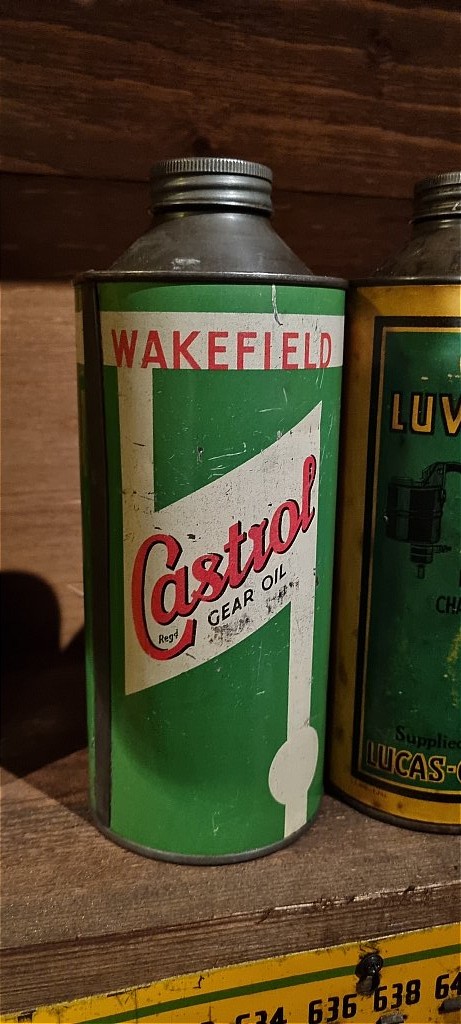 WAKEFIELD
Castrol
Regd
GEAR OIL
LUV
CHA
Supplied
LUCAS-
634 636 638 64